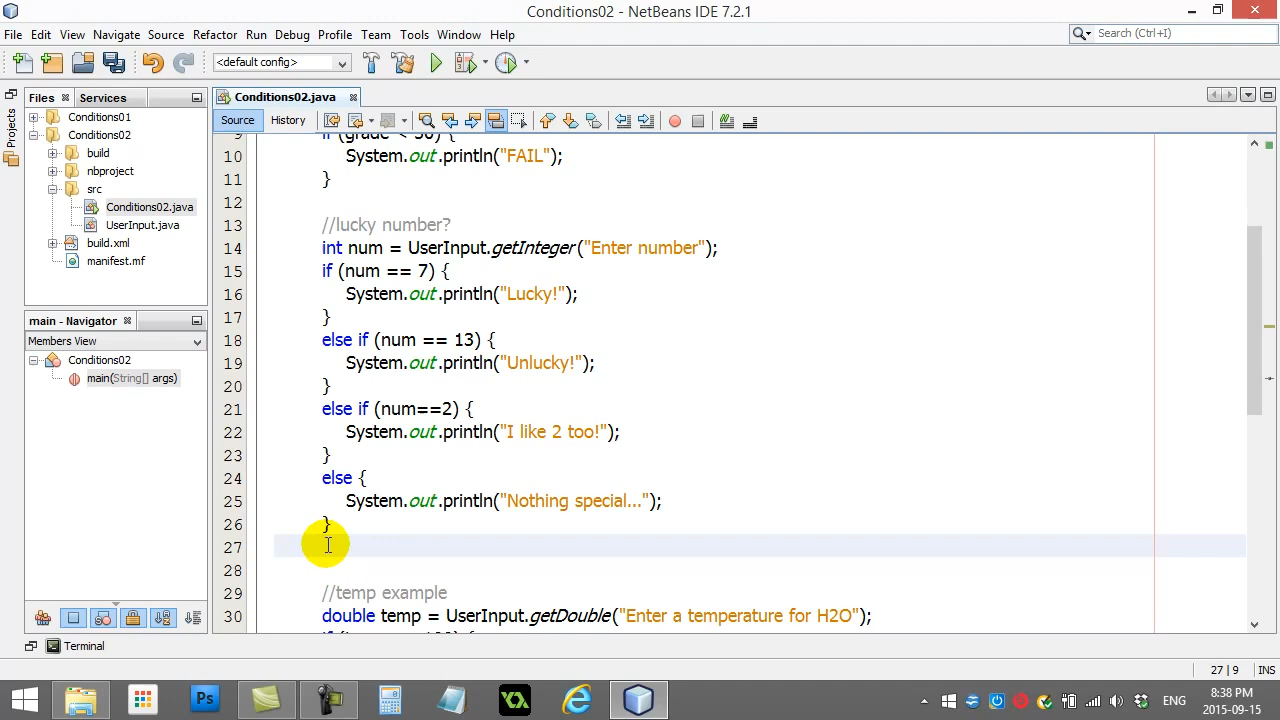 Conditions02 - NetBeans IDE 7.2.1
File Edit View Navigate Source Refactor Run Debug Profile Team Tools Window Help
Search (Ctrl+I)
<default config>
Projects
Files Services
Conditions02.java
Source History
Conditions01
Conditions02
build
nbproject
src
Conditions02.java
UserInput.java
build.xml
manifest.mf
main - Navigator
Members View
Conditions02
main(String[] args)
9 if (grade < 50) {
10 System.out.println("FAIL");
11 }
12
13 //lucky number?
14 int num = UserInput.getInteger("Enter number");
15 if (num == 7) {
16 System.out.println("Lucky!");
17 }
18 else if (num == 13) {
19 System.out.println("Unlucky!");
20 }
21 else if (num==2) {
22 System.out.println("I like 2 too!");
23 }
24 else {
25 System.out.println("Nothing special...");
26 }
27
28
29 //temp example
30 double temp = UserInput.getDouble("Enter a temperature for H2O");
Terminal
27 | 9 INS
Ps
ENG
8:38 PM
2015-09-15